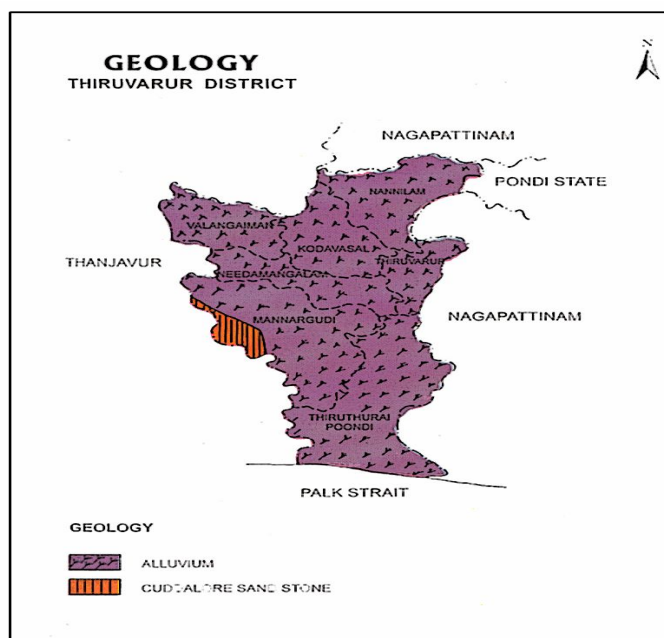 GEOLOGY
THIRUVARUR DISTRICT
N
NAGAPATTINAM
PONDI STATE
NANNILAM
VALANGAIMAN
KODAVASAL
THANJAVUR
NEEDAMANGALAM
THIRUVARUR
MANNARGUDI
NAGAPATTINAM
THIRUTHURAI
POONDI
PALK STRAIT
GEOLOGY
ALLUVIUM
CUDDALORE SAND STONE